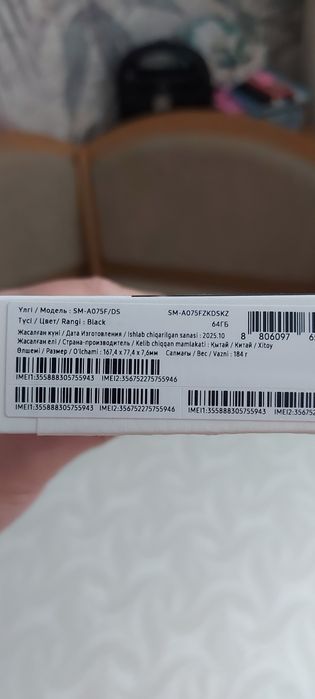 Үлгі / Модель : SM-A075F/DS SM-A075FZKDSKZ
Түсі / Цвет/ Rangi : Black 64ГБ
Жасалған күні / Дата Изготовления / Ishlab chiqarilgan sanasi : 2025.10
Жасалған елі / Страна-производитель / Kelib chiqqan mamlakati : Қытай / Китай / Xitoy
Өлшемі / Размер / O'lchami : 167,4 x 77,4 x 7,6мм Салмағы / Вес / Vazni : 184 г
8 806097
IMEI1:355888305755943 IMEI2:356752275755946
IMEI1:355888305755943 IMEI2:356752275755946 IMEI1:355888305755943